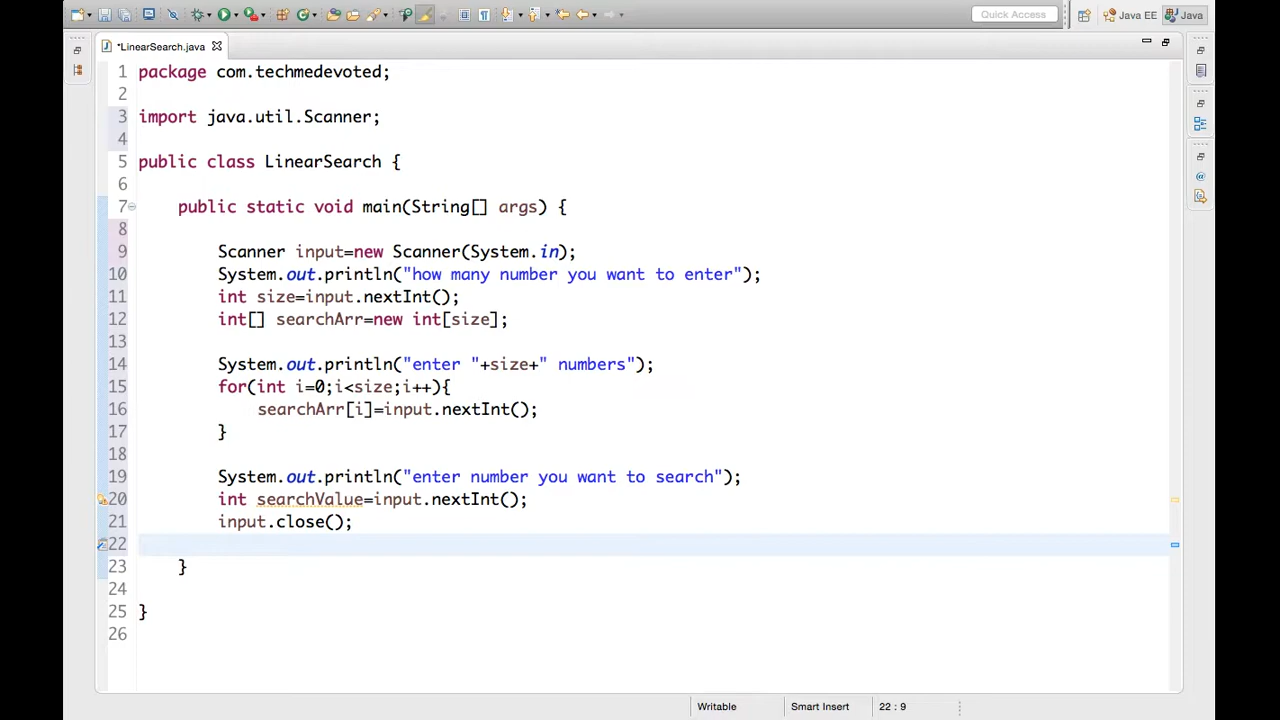 Quick Access
Java EE
Java
*LinearSearch.java
1 package com.techmedevoted;
2
3 import java.util.Scanner;
4
5 public class LinearSearch {
6
7 public static void main(String[] args) {
8
9 Scanner input=new Scanner(System.in);
10 System.out.println("how many number you want to enter");
11 int size=input.nextInt();
12 int[] searchArr=new int[size];
13
14 System.out.println("enter "+size+" numbers");
15 for(int i=0;i<size;i++){
16 searchArr[i]=input.nextInt();
17 }
18
19 System.out.println("enter number you want to search");
20 int searchValue=input.nextInt();
21 input.close();
22
23 }
24
25 }
26
Writable
Smart Insert
22 : 9